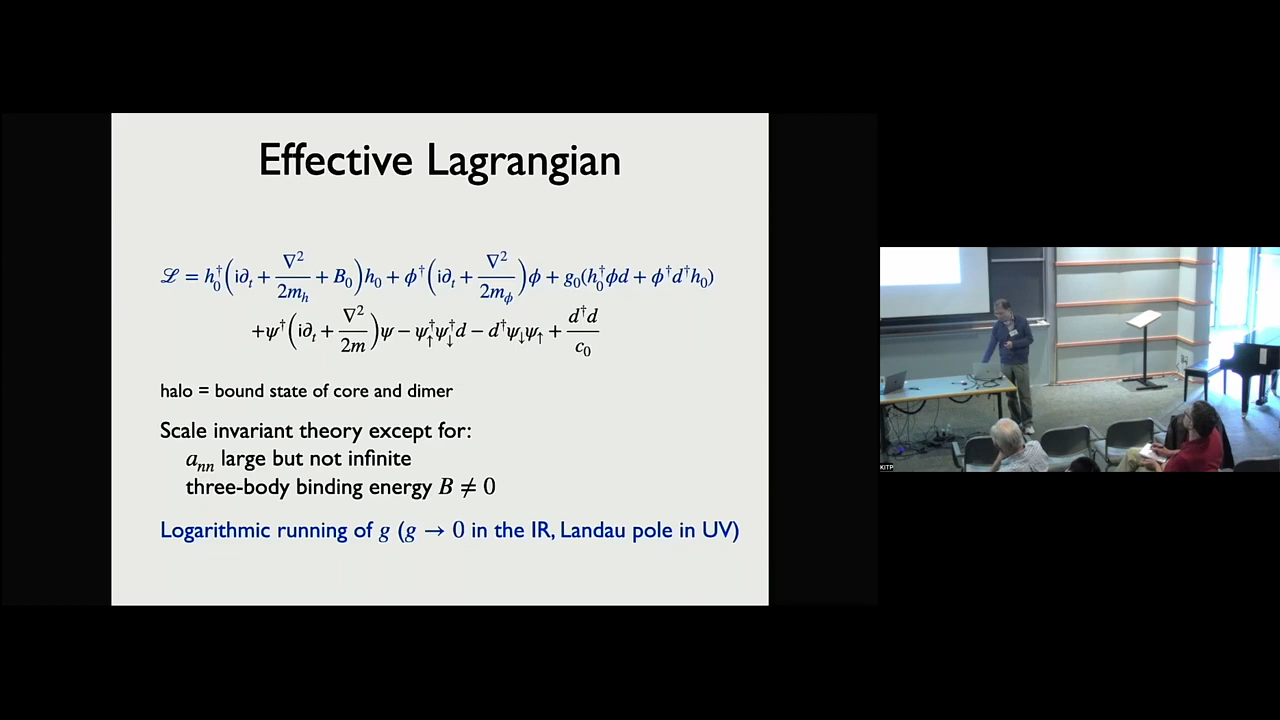 Effective Lagrangian
ℒ = h₀†(i∂ₜ + ∇²/2mₕ + B₀)h₀ + ϕ†(i∂ₜ + ∇²/2m_ϕ)ϕ + g₀(h₀†ϕd + ϕ†d†h₀)
+ψ†(i∂ₜ + ∇²/2m)ψ − ψ↑†ψ↓†d − d†ψ↓ψ↑ + d†d/c₀
halo = bound state of core and dimer
Scale invariant theory except for:
aₙₙ large but not infinite
three-body binding energy B ≠ 0
Logarithmic running of g (g → 0 in the IR, Landau pole in UV)
KITP